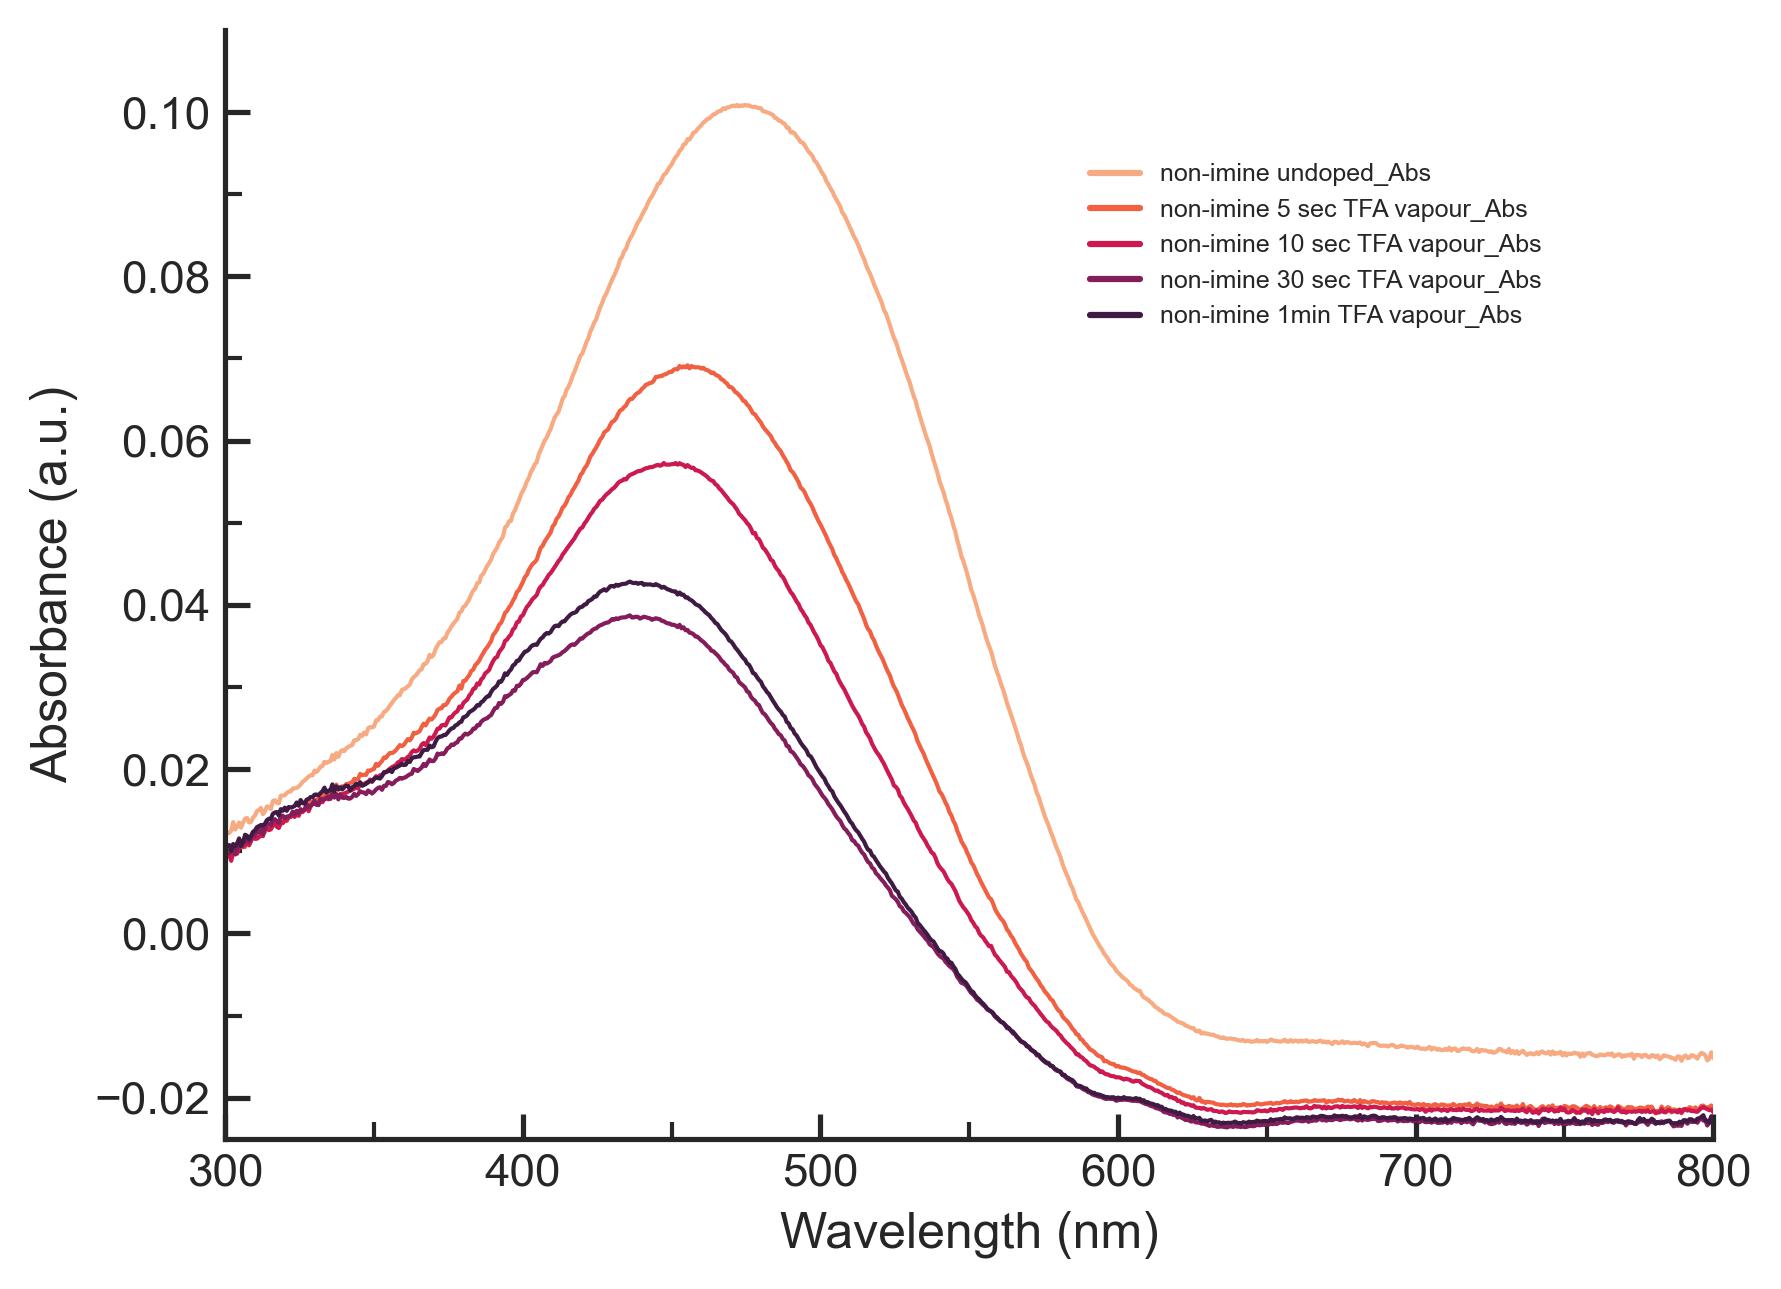 0.10
0.08
0.06
0.04
0.02
0.00
−0.02
Absorbance (a.u.)
non-imine undoped_Abs
non-imine 5 sec TFA vapour_Abs
non-imine 10 sec TFA vapour_Abs
non-imine 30 sec TFA vapour_Abs
non-imine 1min TFA vapour_Abs
300 400 500 600 700 800
Wavelength (nm)